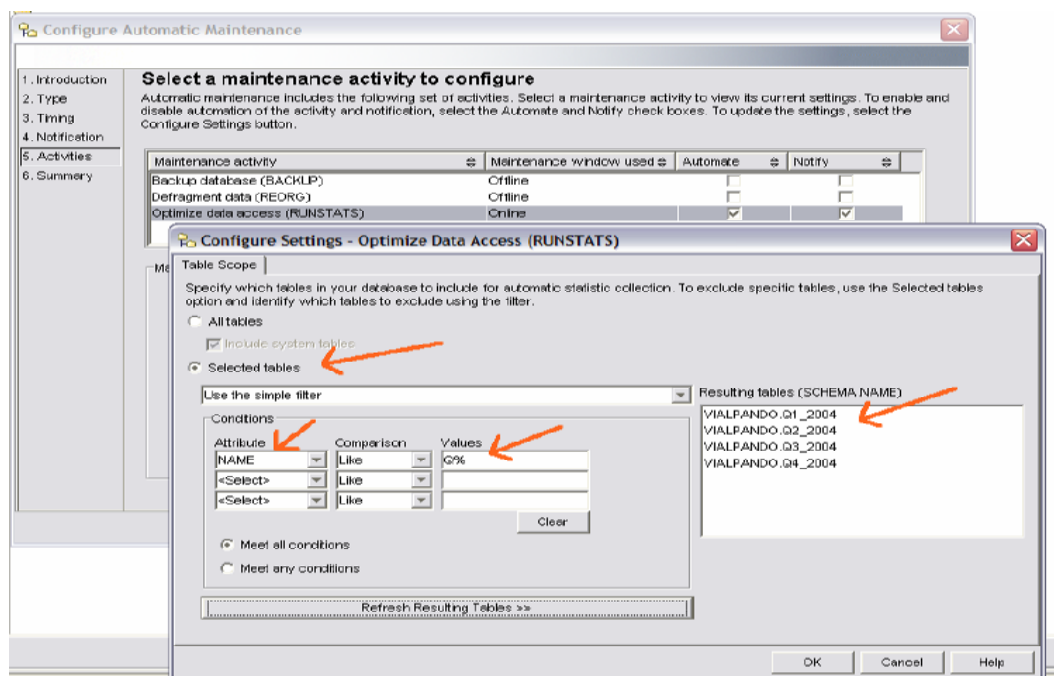 Configure Automatic Maintenance
1. Introduction
2. Type
3. Timing
4. Notification
5. Activities
6. Summary
Select a maintenance activity to configure
Automatic maintenance includes the following set of activities. Select a maintenance activity to view its current settings. To enable and
disable automation of the activity and notification, select the Automate and Notify check boxes. To update the settings, select the
Configure Settings button.
Maintenance activity Maintenance window used Automate Notify
Backup database (BACKUP) Offline
Defragment data (REORG) Offline
Optimize data access (RUNSTATS) Online
Configure Settings - Optimize Data Access (RUNSTATS)
Table Scope
Specify which tables in your database to include for automatic statistic collection. To exclude specific tables, use the Selected tables
option and identify which tables to exclude using the filter.
All tables
Include system tables
Selected tables
Use the simple filter
Conditions
Attribute Comparison Values
NAME Like Q%
<Select> Like
<Select> Like
Clear
Meet all conditions
Meet any conditions
Refresh Resulting Tables >>
Resulting tables (SCHEMA.NAME)
VIALPANDO.Q1_2004
VIALPANDO.Q2_2004
VIALPANDO.Q3_2004
VIALPANDO.Q4_2004
OK Cancel Help